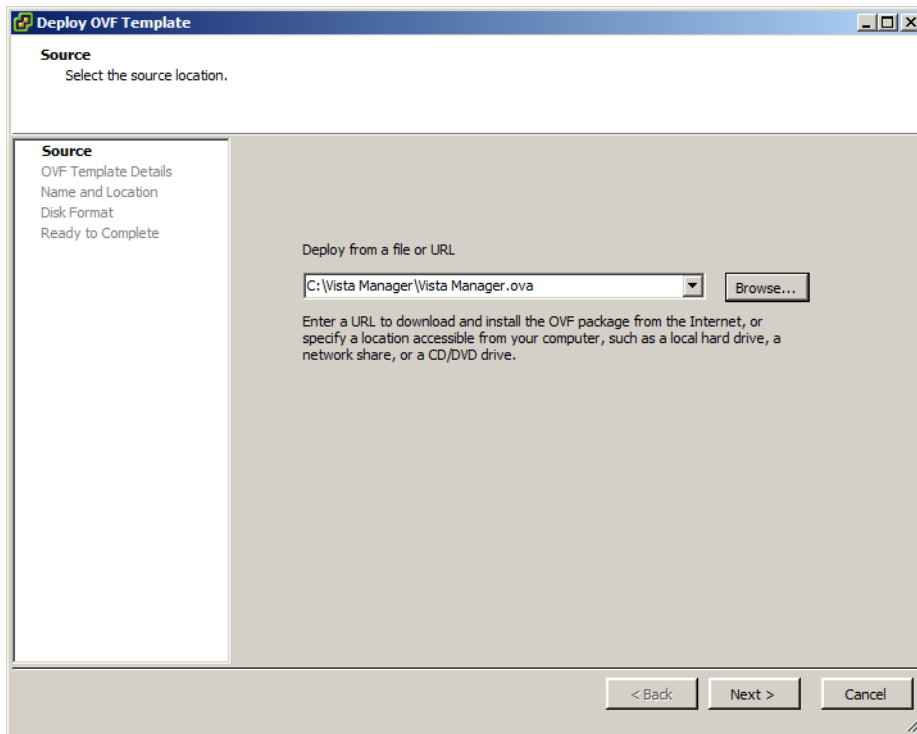 Deploy OVF Template
Source
Select the source location.
Source
OVF Template Details
Name and Location
Disk Format
Ready to Complete
Deploy from a file or URL
C:\Vista Manager\Vista Manager.ova
Browse...
Enter a URL to download and install the OVF package from the Internet, or
specify a location accessible from your computer, such as a local hard drive, a
network share, or a CD/DVD drive.
< Back
Next >
Cancel